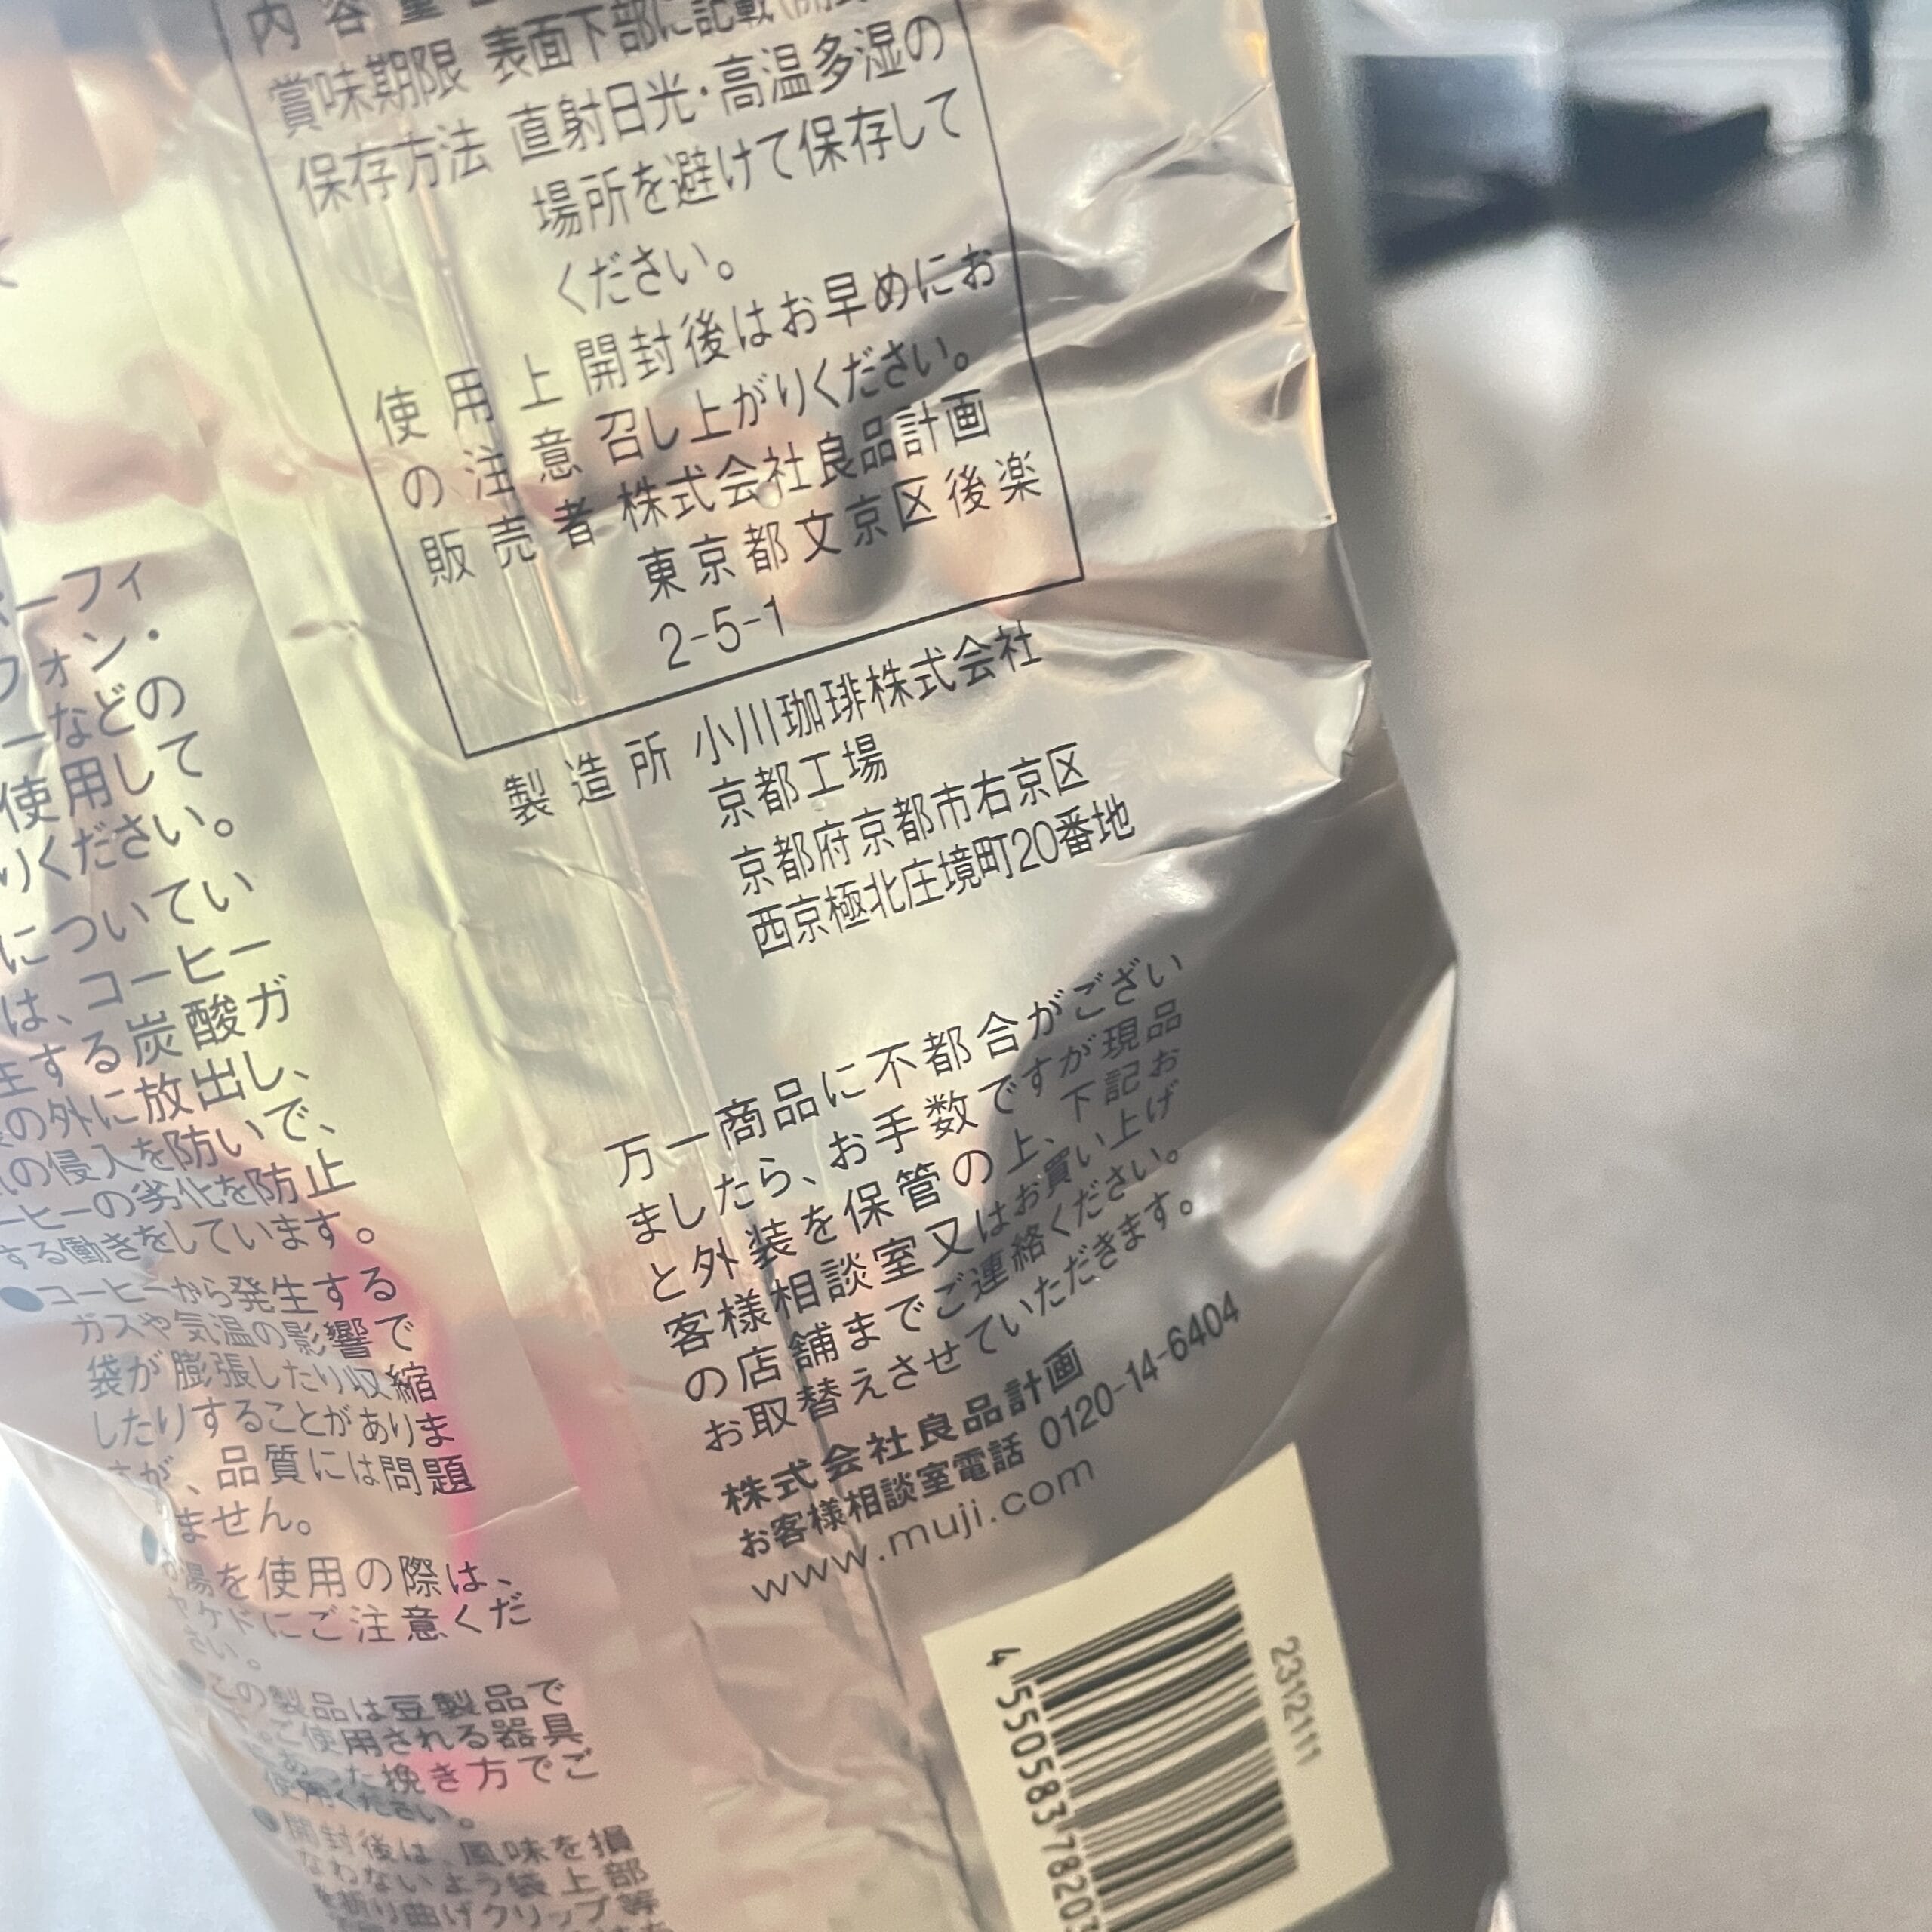 内容量
賞味期限 表面下部に記載
保存方法 直射日光・高温多湿の
場所を避けて保存して
ください。
使用上 開封後はお早めにお
の注意 召し上がりください。
販売者 株式会社良品計画
東京都文京区後楽
2-5-1
製造所 小川珈琲株式会社
京都工場
京都府京都市右京区
西京極北庄境町20番地
万一商品に不都合がござい
ましたら、お手数ですが現品
と外装を保管の上、下記お
客様相談室又はお買い上げ
の店舗までご連絡ください。
お取替えさせていただきます。
株式会社良品計画
お客様相談室電話 0120-14-6404
www.muji.com
2312111
4 550583 78203
ーフィ
フォン・
ーなどの
使用して
りください。
についてい
は、コーヒー
生する炭酸ガ
の外に放出し、
の侵入を防いで、
ーヒーの劣化を防止
する働きをしています。
●コーヒーから発生する
ガスや気温の影響で
袋が膨張したり収縮
したりすることがありま
すが、品質には問題
ません。
●お湯を使用の際は、
ヤケドにご注意くだ
さい。
●この製品は豆製品で
ご使用される器具
あった挽き方でご
使用ください。
●開封後は、風味を損
なわないよう袋上部
を折り曲げクリップ等